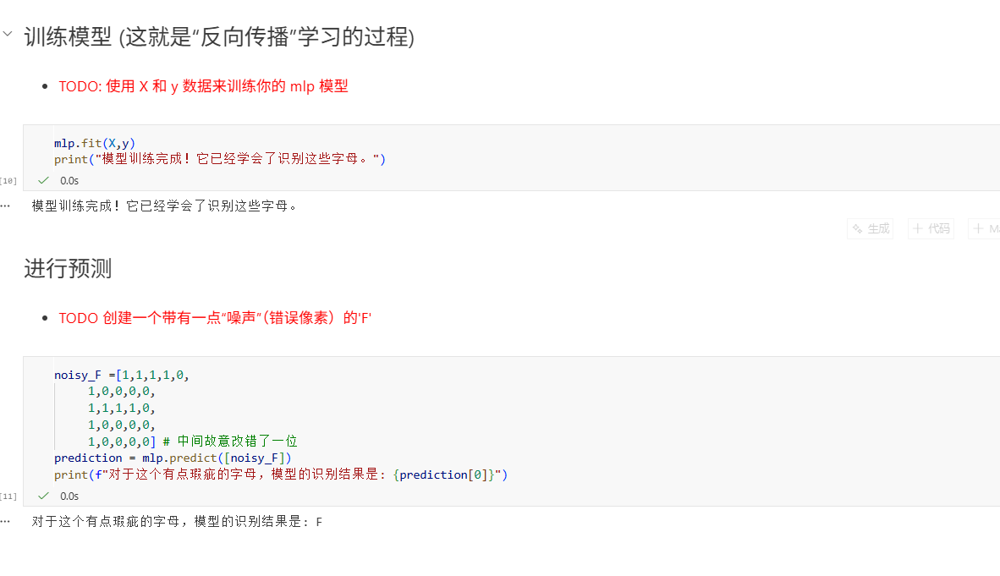 训练模型 (这就是“反向传播”学习的过程)
TODO: 使用 X 和 y 数据来训练你的 mlp 模型
mlp.fit(X,y)
print("模型训练完成！它已经学会了识别这些字母。")
[10]
0.0s
模型训练完成！它已经学会了识别这些字母。
生成 代码 Ma
进行预测
TODO 创建一个带有一点“噪声”（错误像素）的'F'
noisy_F =[1,1,1,1,0,
1,0,0,0,0,
1,1,1,1,0,
1,0,0,0,0,
1,0,0,0,0] # 中间故意改错了一位
prediction = mlp.predict([noisy_F])
print(f"对于这个有点瑕疵的字母，模型的识别结果是：{prediction[0]}")
[11]
0.0s
对于这个有点瑕疵的字母，模型的识别结果是：F